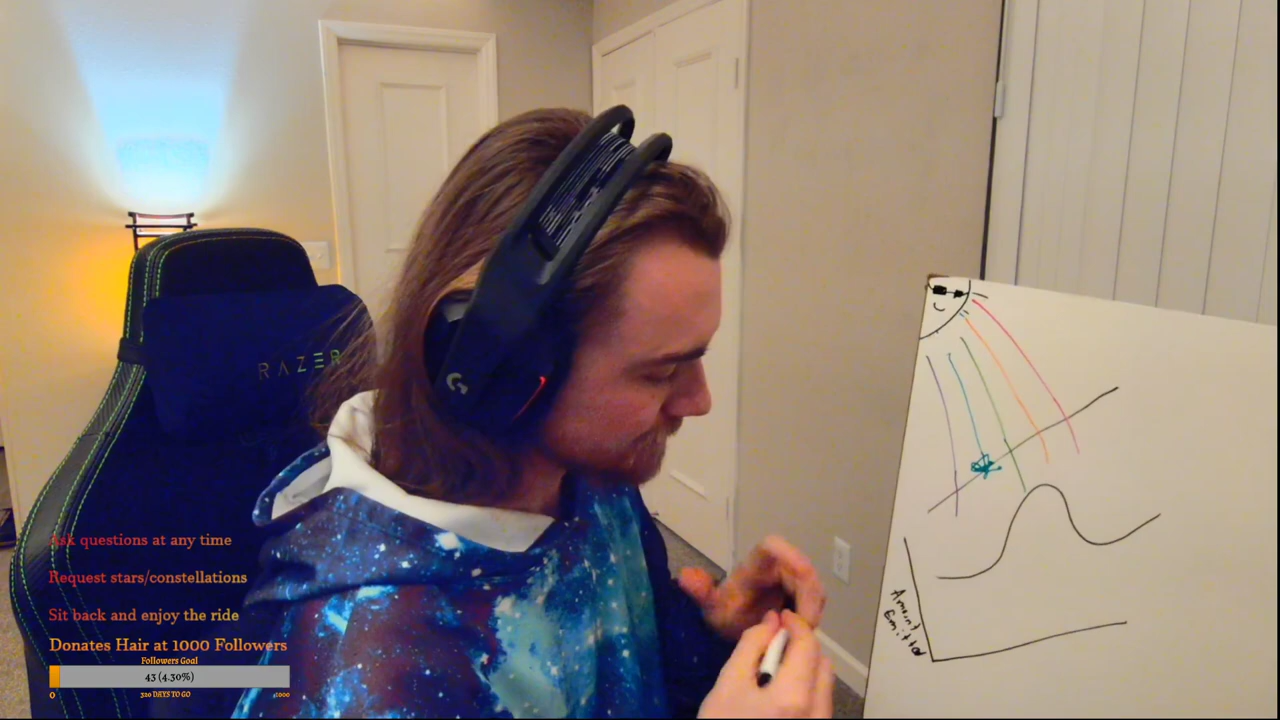 RAZER
G
Ask questions at any time
Request stars/constellations
Sit back and enjoy the ride
Donates Hair at 1000 Followers
Followers Goal
43 (4.30%)
0
320 DAYS TO GO
1000
Amount
Emitted